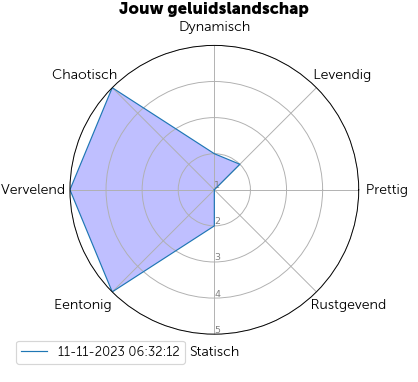 Jouw geluidslandschap
Dynamisch
Chaotisch
Levendig
Vervelend
1
Prettig
2
3
Eentonig
4
Rustgevend
5
11-11-2023 06:32:12
Statisch